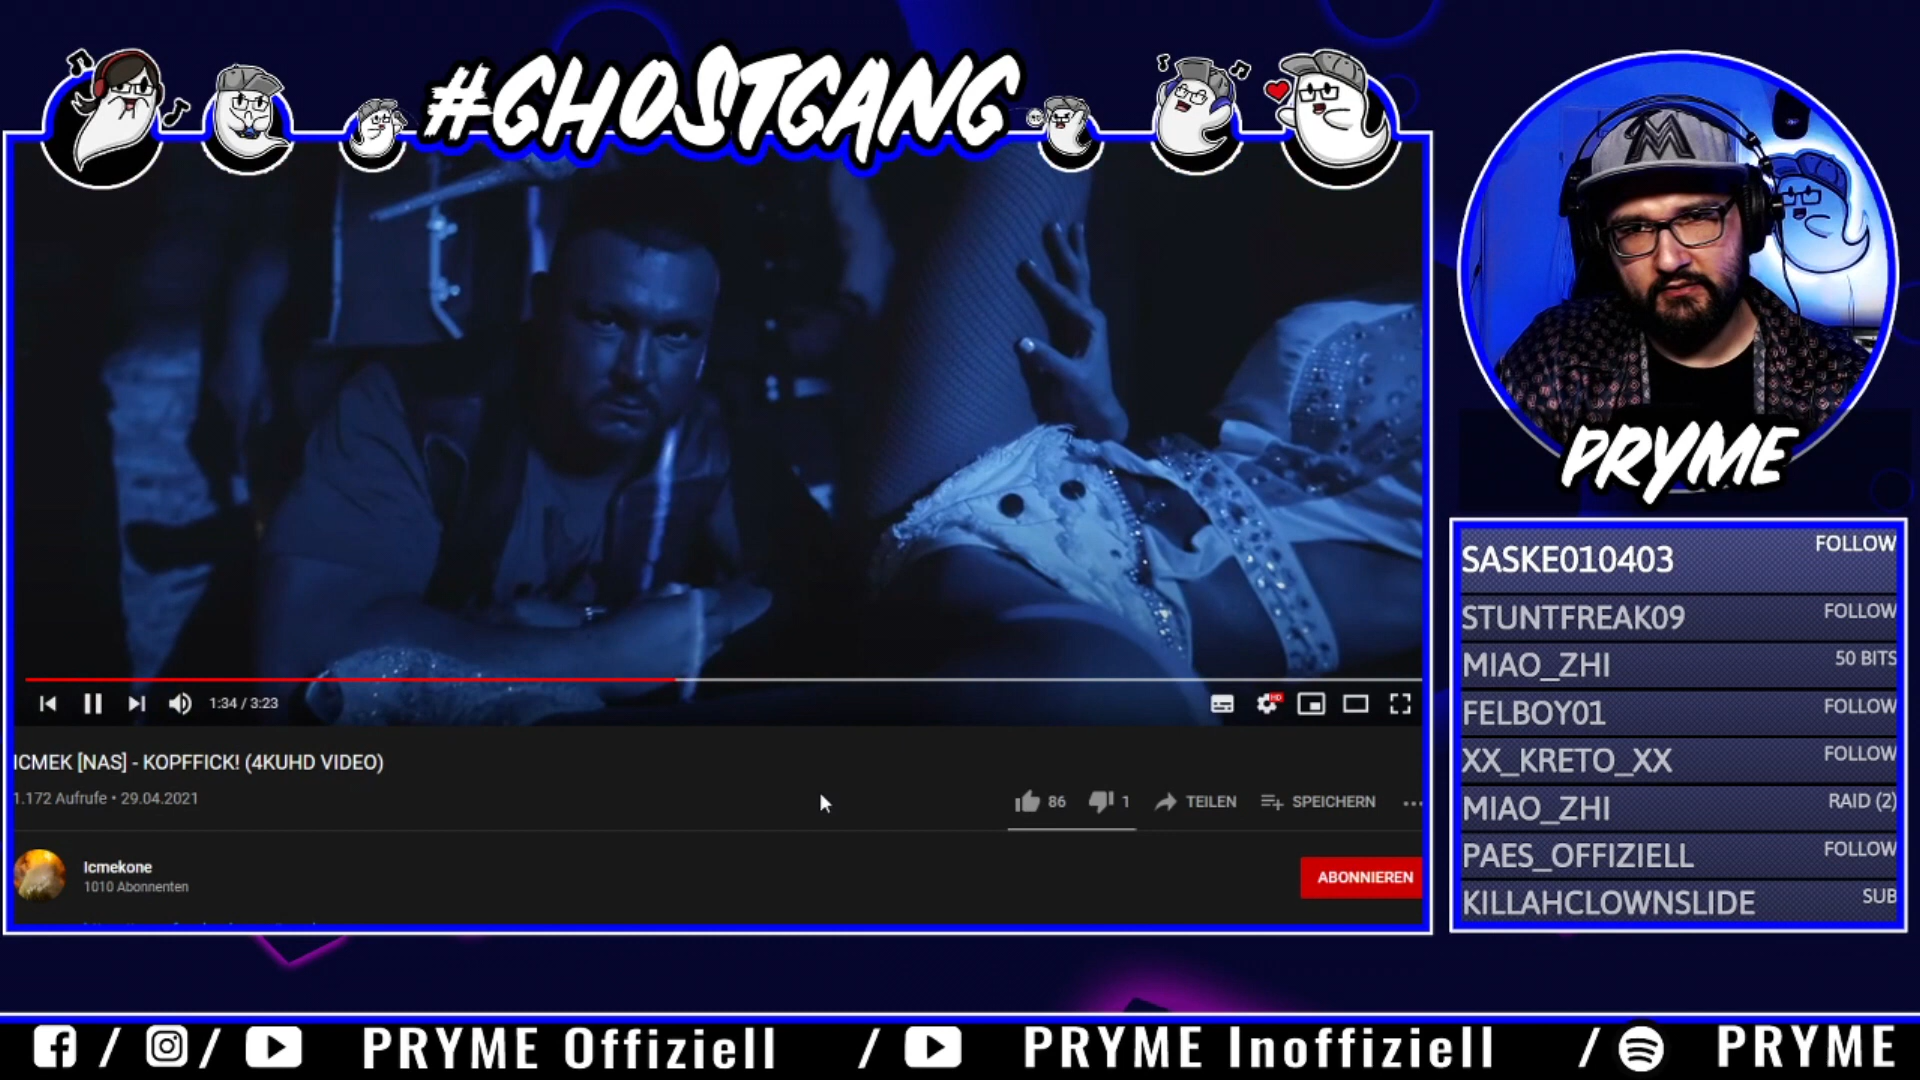 #GHOSTGANG
PRYME
1:34 / 3:23
HD
ICMEK [NAS] - KOPFFICK! (4KUHD VIDEO)
1.172 Aufrufe • 29.04.2021
86
1
TEILEN
SPEICHERN
Icmekone
1010 Abonnenten
ABONNIEREN
SASKE010403 FOLLOW
STUNTFREAK09 FOLLOW
MIAO_ZHI 50 BITS
FELBOY01 FOLLOW
XX_KRETO_XX FOLLOW
MIAO_ZHI RAID (2)
PAES_OFFIZIELL FOLLOW
KILLAHCLOWNSLIDE SUB
/ / PRYME Offiziell / PRYME Inoffiziell / PRYME